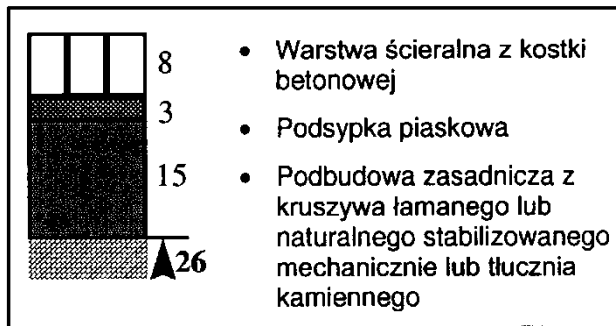 8
3
15
26
• Warstwa ścieralna z kostki
betonowej
• Podsypka piaskowa
• Podbudowa zasadnicza z
kruszywa łamanego lub
naturalnego stabilizowanego
mechanicznie lub tłucznia
kamiennego